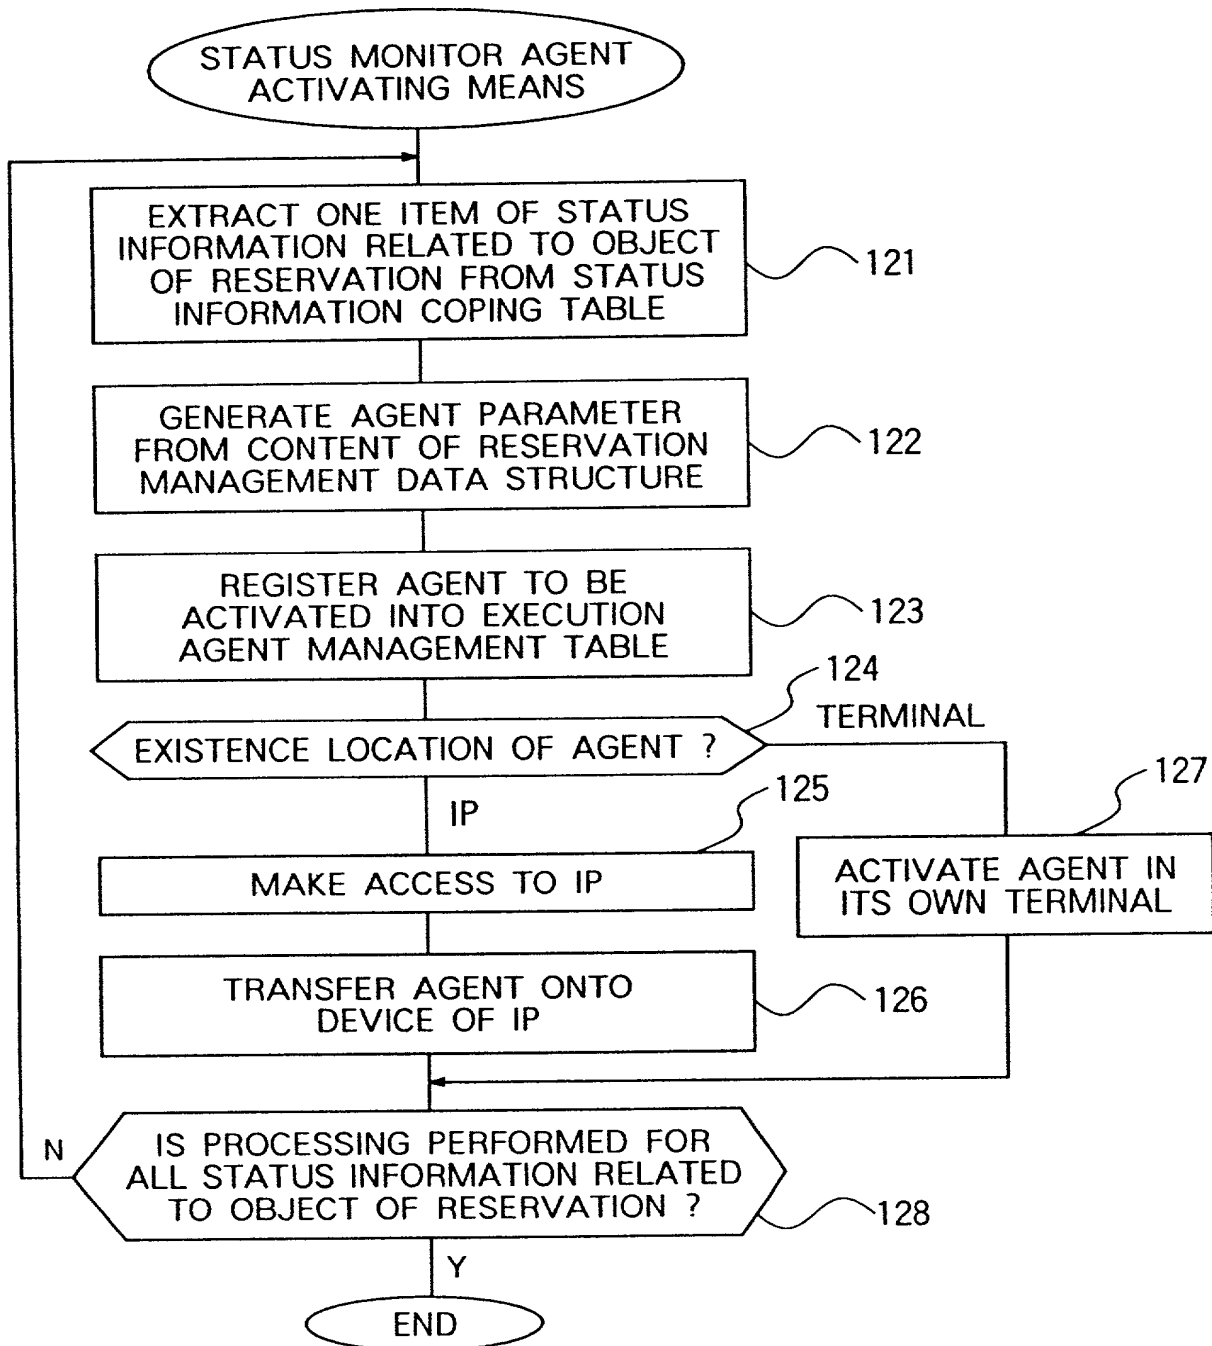 STATUS MONITOR AGENT
ACTIVATING MEANS
EXTRACT ONE ITEM OF STATUS
INFORMATION RELATED TO OBJECT
OF RESERVATION FROM STATUS
INFORMATION COPING TABLE
121
GENERATE AGENT PARAMETER
FROM CONTENT OF RESERVATION
MANAGEMENT DATA STRUCTURE
122
REGISTER AGENT TO BE
ACTIVATED INTO EXECUTION
AGENT MANAGEMENT TABLE
123
124
EXISTENCE LOCATION OF AGENT ?
TERMINAL
IP
125
MAKE ACCESS TO IP
127
ACTIVATE AGENT IN
ITS OWN TERMINAL
TRANSFER AGENT ONTO
DEVICE OF IP
126
N
IS PROCESSING PERFORMED FOR
ALL STATUS INFORMATION RELATED
TO OBJECT OF RESERVATION ?
128
Y
END